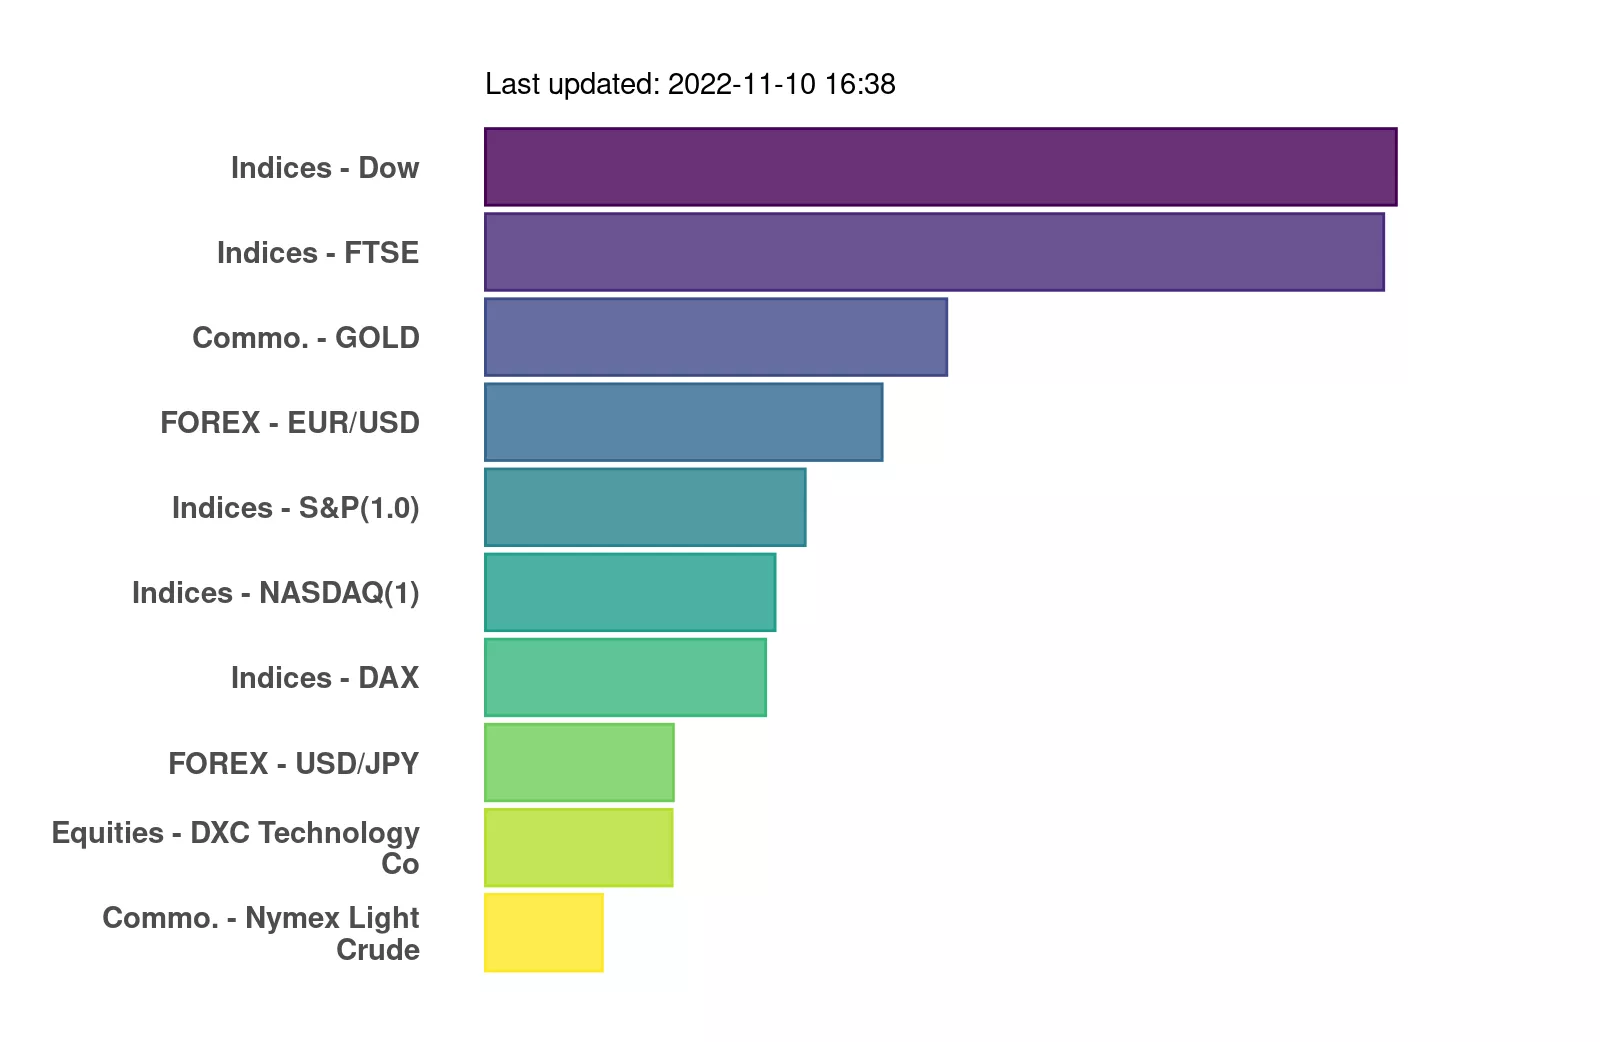 Last updated: 2022-11-10 16:38
Indices - Dow
Indices - FTSE
Commo. - GOLD
FOREX - EUR/USD
Indices - S&P(1.0)
Indices - NASDAQ(1)
Indices - DAX
FOREX - USD/JPY
Equities - DXC Technology
Co
Commo. - Nymex Light
Crude